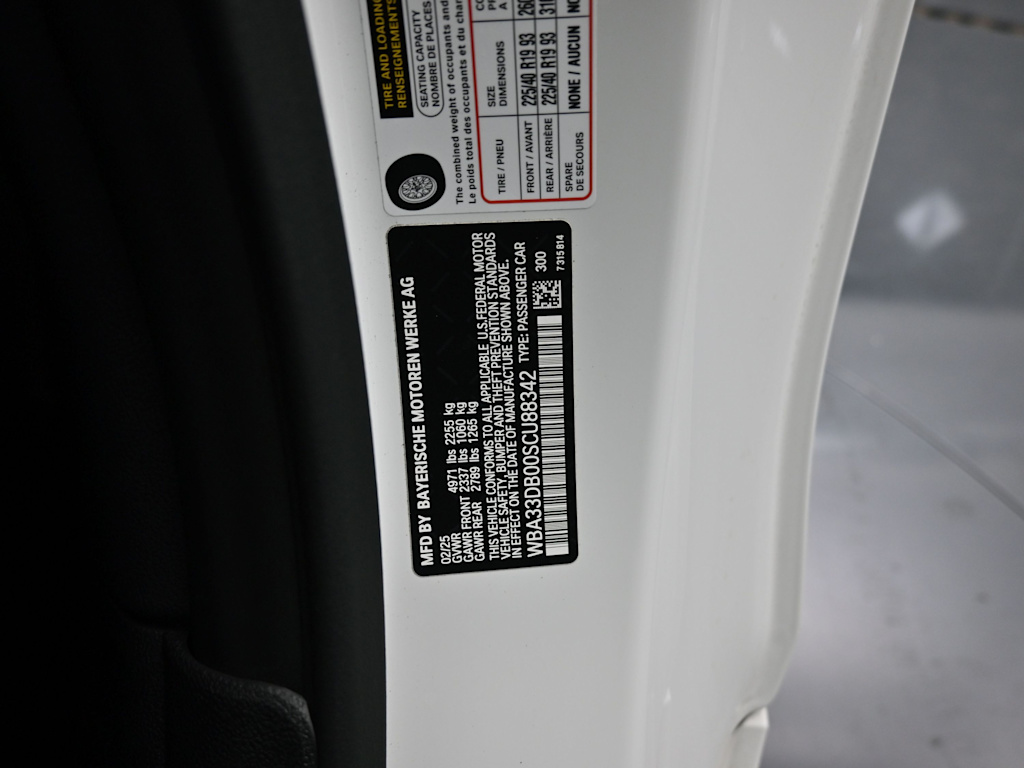 TIRE AND LOADING
RENSEIGNEMENTS
SEATING CAPACITY
NOMBRE DE PLACES
The combined weight of occupants and
Le poids total des occupants et du char
TIRE / PNEU
SIZE
DIMENSIONS
FRONT / AVANT
225/40 R19 93
REAR / ARRIÈRE
225/40 R19 93
SPARE
DE SECOURS
NONE / AUCUN
MFD BY BAYERISCHE MOTOREN WERKE AG
02/25
GVWR 4971 lbs 2255 kg
GAWR FRONT 2337 lbs 1060 kg
GAWR REAR 2789 lbs 1265 kg
THIS VEHICLE CONFORMS TO ALL APPLICABLE U.S.FEDERAL MOTOR
VEHICLE SAFETY, BUMPER AND THEFT PREVENTION STANDARDS
IN EFFECT ON THE DATE OF MANUFACTURE SHOWN ABOVE.
WBA33DB00SCU88342 TYPE: PASSENGER CAR
300
7315814